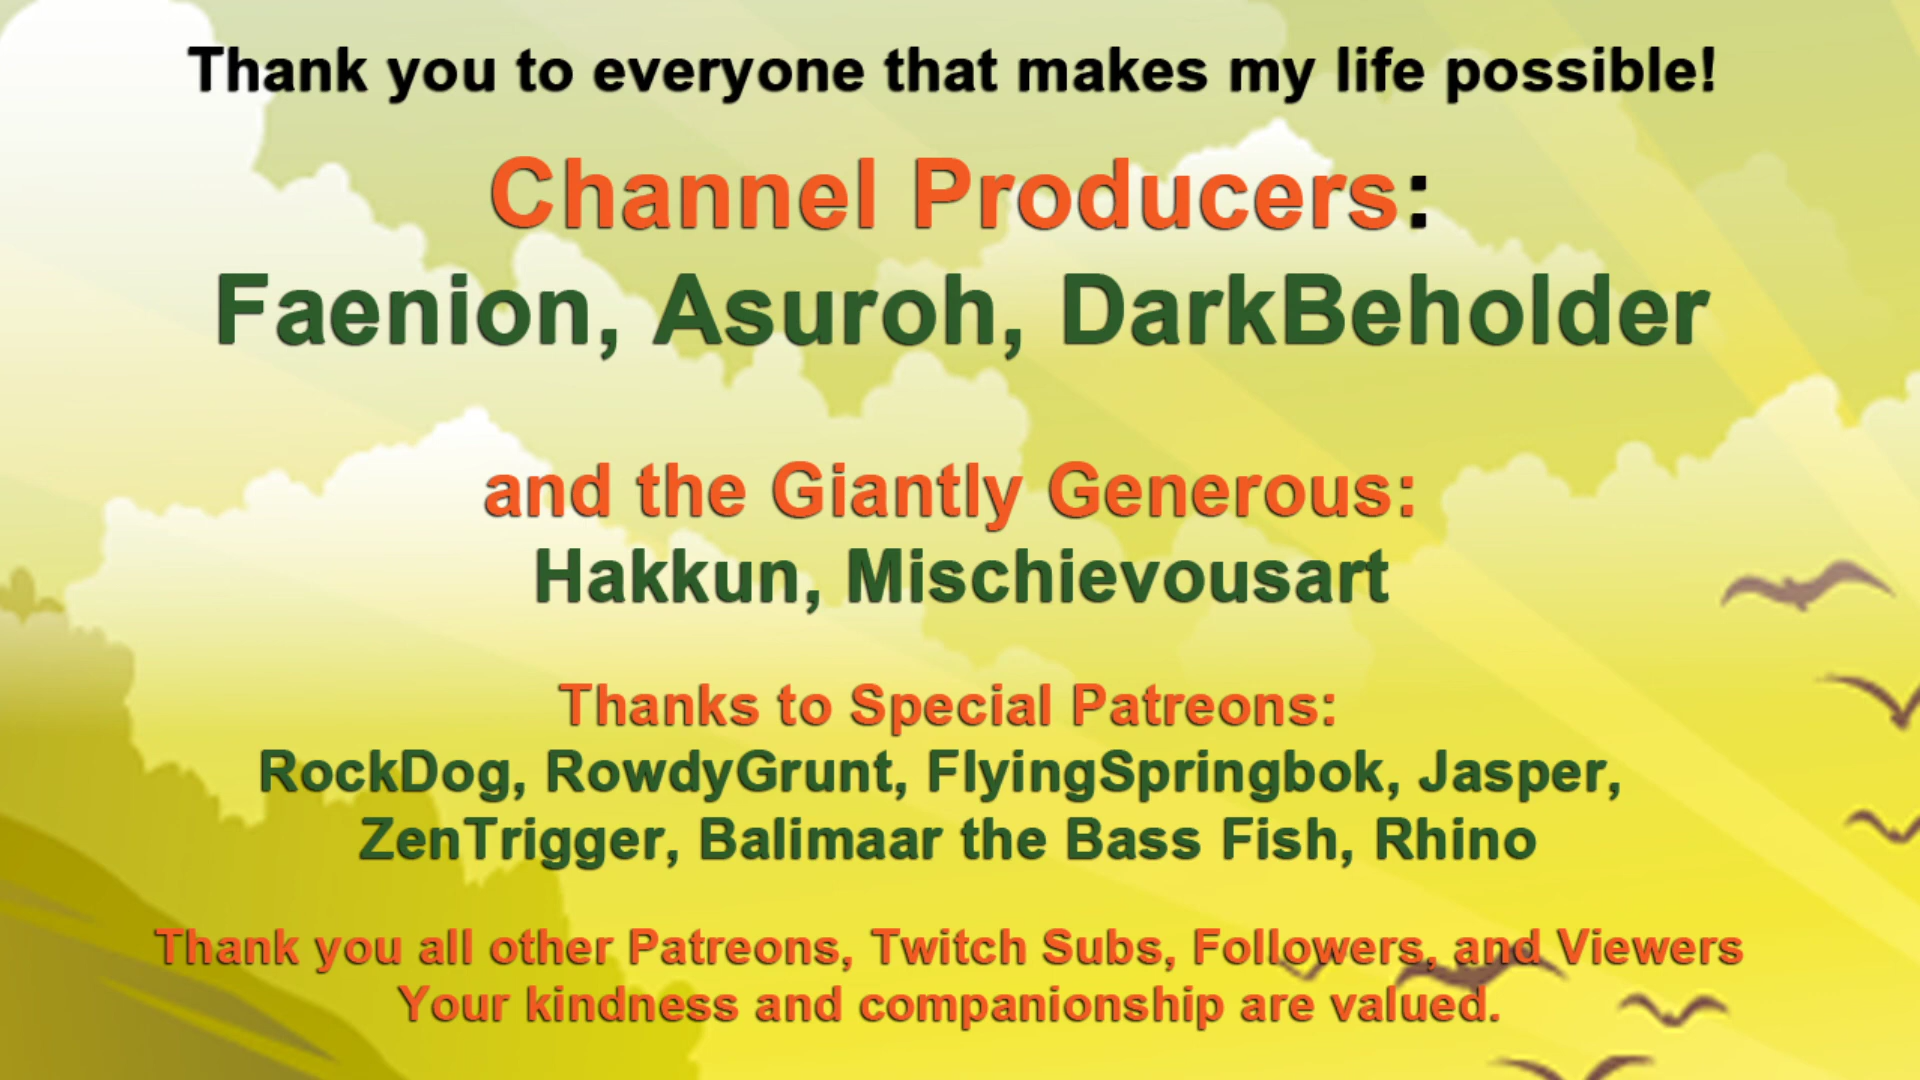 Thank you to everyone that makes my life possible!
Channel Producers:
Faenion, Asuroh, DarkBeholder
and the Giantly Generous:
Hakkun, Mischievousart
Thanks to Special Patreons:
RockDog, RowdyGrunt, FlyingSpringbok, Jasper,
ZenTrigger, Balimaar the Bass Fish, Rhino
Thank you all other Patreons, Twitch Subs, Followers, and Viewers
Your kindness and companionship are valued.